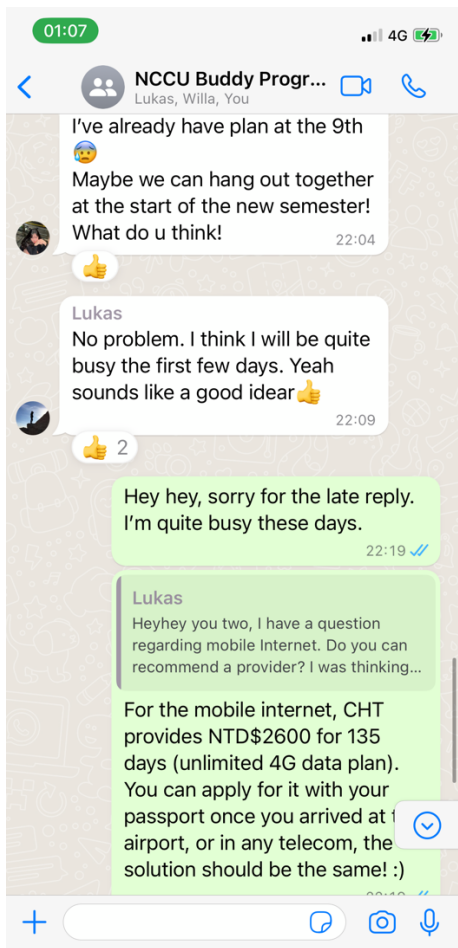 01:07
4G
NCCU Buddy Progr...
Lukas, Willa, You
I've already have plan at the 9th
😰
Maybe we can hang out together
at the start of the new semester!
What do u think!
22:04
👍
Lukas
No problem. I think I will be quite
busy the first few days. Yeah
sounds like a good idear👍
22:09
👍 2
Hey hey, sorry for the late reply.
I'm quite busy these days.
22:19
Lukas
Heyhey you two, I have a question
regarding mobile Internet. Do you can
recommend a provider? I was thinking...
For the mobile internet, CHT
provides NTD$2600 for 135
days (unlimited 4G data plan).
You can apply for it with your
passport once you arrived at
airport, or in any telecom, the
solution should be the same! :)